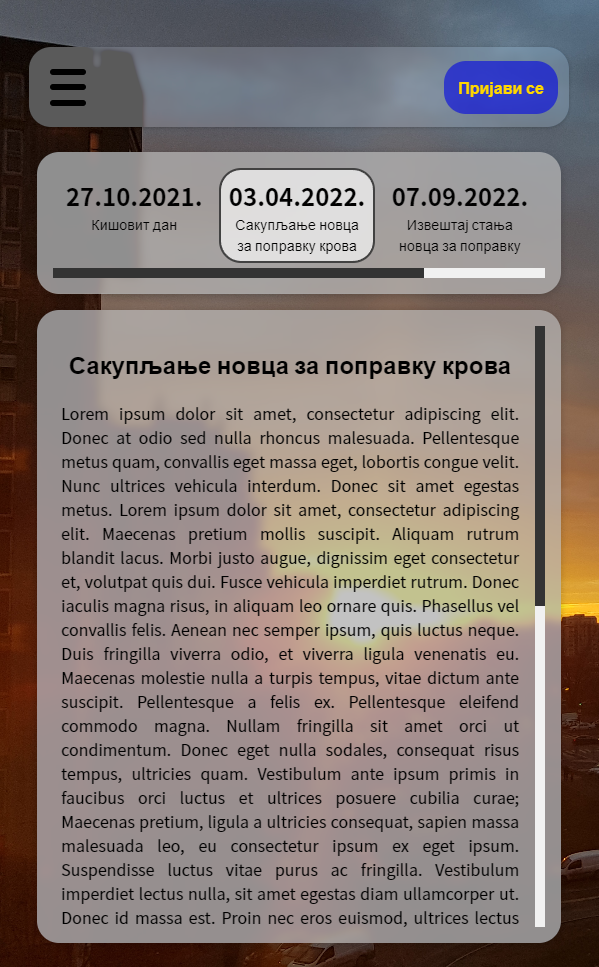 Пријави се
27.10.2021.
Кишовит дан
03.04.2022.
Сакупљање новца
за поправку крова
07.09.2022.
Извештај стања
новца за поправку
Сакупљање новца за поправку крова
Lorem ipsum dolor sit amet, consectetur adipiscing elit.
Donec at odio sed nulla rhoncus malesuada. Pellentesque
metus quam, convallis eget massa eget, lobortis congue velit.
Nunc ultrices vehicula interdum. Donec sit amet egestas
metus. Lorem ipsum dolor sit amet, consectetur adipiscing
elit. Maecenas pretium mollis suscipit. Aliquam rutrum
blandit lacus. Morbi justo augue, dignissim eget consectetur
et, volutpat quis dui. Fusce vehicula imperdiet rutrum. Donec
iaculis magna risus, in aliquam leo ornare quis. Phasellus vel
convallis felis. Aenean nec semper ipsum, quis luctus neque.
Duis fringilla viverra odio, et viverra ligula venenatis eu.
Maecenas molestie nulla a turpis tempus, vitae dictum ante
suscipit. Pellentesque a felis ex. Pellentesque eleifend
commodo magna. Nullam fringilla sit amet orci ut
condimentum. Donec eget nulla sodales, consequat risus
tempus, ultricies quam. Vestibulum ante ipsum primis in
faucibus orci luctus et ultrices posuere cubilia curae;
Maecenas pretium, ligula a ultricies consequat, sapien massa
malesuada leo, eu consectetur ipsum ex eget ipsum.
Suspendisse luctus vitae purus ac fringilla. Vestibulum
imperdiet lectus nulla, sit amet egestas diam ullamcorper ut.
Donec id massa est. Proin nec eros euismod, ultrices lectus